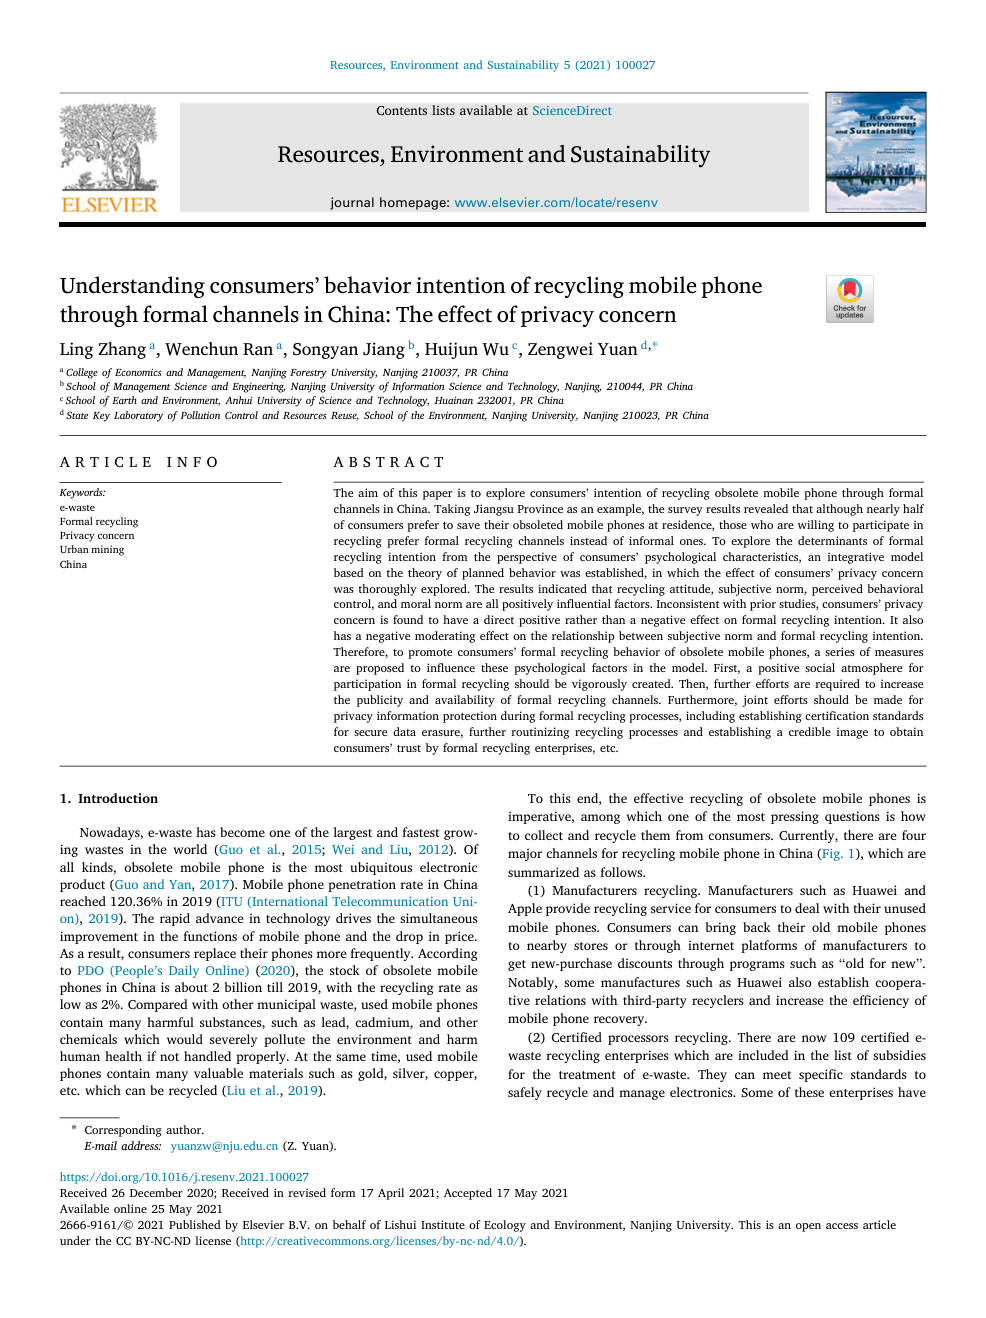 Resources, Environment and Sustainability 5 (2021) 100027
Contents lists available at ScienceDirect
Resources, Environment and Sustainability
journal homepage: www.elsevier.com/locate/resenv
ELSEVIER
Resources,
Environment
and Sustainability
Understanding consumers’ behavior intention of recycling mobile phone
through formal channels in China: The effect of privacy concern
Check for
updates
Ling Zhang a, Wenchun Ran a, Songyan Jiang b, Huijun Wu c, Zengwei Yuan d,*
a College of Economics and Management, Nanjing Forestry University, Nanjing 210037, PR China
b School of Management Science and Engineering, Nanjing University of Information Science and Technology, Nanjing, 210044, PR China
c School of Earth and Environment, Anhui University of Science and Technology, Huainan 232001, PR China
d State Key Laboratory of Pollution Control and Resources Reuse, School of the Environment, Nanjing University, Nanjing 210023, PR China
ARTICLE INFO
Keywords:
e-waste
Formal recycling
Privacy concern
Urban mining
China
ABSTRACT
The aim of this paper is to explore consumers’ intention of recycling obsolete mobile phone through formal
channels in China. Taking Jiangsu Province as an example, the survey results revealed that although nearly half
of consumers prefer to save their obsoleted mobile phones at residence, those who are willing to participate in
recycling prefer formal recycling channels instead of informal ones. To explore the determinants of formal
recycling intention from the perspective of consumers’ psychological characteristics, an integrative model
based on the theory of planned behavior was established, in which the effect of consumers’ privacy concern
was thoroughly explored. The results indicated that recycling attitude, subjective norm, perceived behavioral
control, and moral norm are all positively influential factors. Inconsistent with prior studies, consumers’ privacy
concern is found to have a direct positive rather than a negative effect on formal recycling intention. It also
has a negative moderating effect on the relationship between subjective norm and formal recycling intention.
Therefore, to promote consumers’ formal recycling behavior of obsolete mobile phones, a series of measures
are proposed to influence these psychological factors in the model. First, a positive social atmosphere for
participation in formal recycling should be vigorously created. Then, further efforts are required to increase
the publicity and availability of formal recycling channels. Furthermore, joint efforts should be made for
privacy information protection during formal recycling processes, including establishing certification standards
for secure data erasure, further routinizing recycling processes and establishing a credible image to obtain
consumers’ trust by formal recycling enterprises, etc.
1. Introduction
Nowadays, e-waste has become one of the largest and fastest grow-
ing wastes in the world (Guo et al., 2015; Wei and Liu, 2012). Of
all kinds, obsolete mobile phone is the most ubiquitous electronic
product (Guo and Yan, 2017). Mobile phone penetration rate in China
reached 120.36% in 2019 (ITU (International Telecommunication Uni-
on), 2019). The rapid advance in technology drives the simultaneous
improvement in the functions of mobile phone and the drop in price.
As a result, consumers replace their phones more frequently. According
to PDO (People’s Daily Online) (2020), the stock of obsolete mobile
phones in China is about 2 billion till 2019, with the recycling rate as
low as 2%. Compared with other municipal waste, used mobile phones
contain many harmful substances, such as lead, cadmium, and other
chemicals which would severely pollute the environment and harm
human health if not handled properly. At the same time, used mobile
phones contain many valuable materials such as gold, silver, copper,
etc. which can be recycled (Liu et al., 2019).
To this end, the effective recycling of obsolete mobile phones is
imperative, among which one of the most pressing questions is how
to collect and recycle them from consumers. Currently, there are four
major channels for recycling mobile phone in China (Fig. 1), which are
summarized as follows.
(1) Manufacturers recycling. Manufacturers such as Huawei and
Apple provide recycling service for consumers to deal with their unused
mobile phones. Consumers can bring back their old mobile phones
to nearby stores or through internet platforms of manufacturers to
get new-purchase discounts through programs such as ‘‘old for new’’.
Notably, some manufactures such as Huawei also establish coopera-
tive relations with third-party recyclers and increase the efficiency of
mobile phone recovery.
(2) Certified processors recycling. There are now 109 certified e-
waste recycling enterprises which are included in the list of subsidies
for the treatment of e-waste. They can meet specific standards to
safely recycle and manage electronics. Some of these enterprises have
* Corresponding author.
E-mail address: yuanzw@nju.edu.cn (Z. Yuan).
https://doi.org/10.1016/j.resenv.2021.100027
Received 26 December 2020; Received in revised form 17 April 2021; Accepted 17 May 2021
Available online 25 May 2021
2666-9161/© 2021 Published by Elsevier B.V. on behalf of Lishui Institute of Ecology and Environment, Nanjing University. This is an open access article
under the CC BY-NC-ND license (http://creativecommons.org/licenses/by-nc-nd/4.0/).